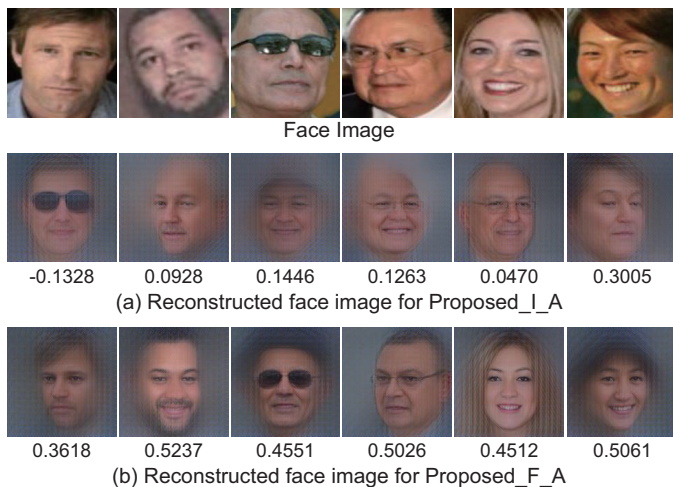 Face Image
-0.1328 0.0928 0.1446 0.1263 0.0470 0.3005
(a) Reconstructed face image for Proposed_I_A
0.3618 0.5237 0.4551 0.5026 0.4512 0.5061
(b) Reconstructed face image for Proposed_F_A